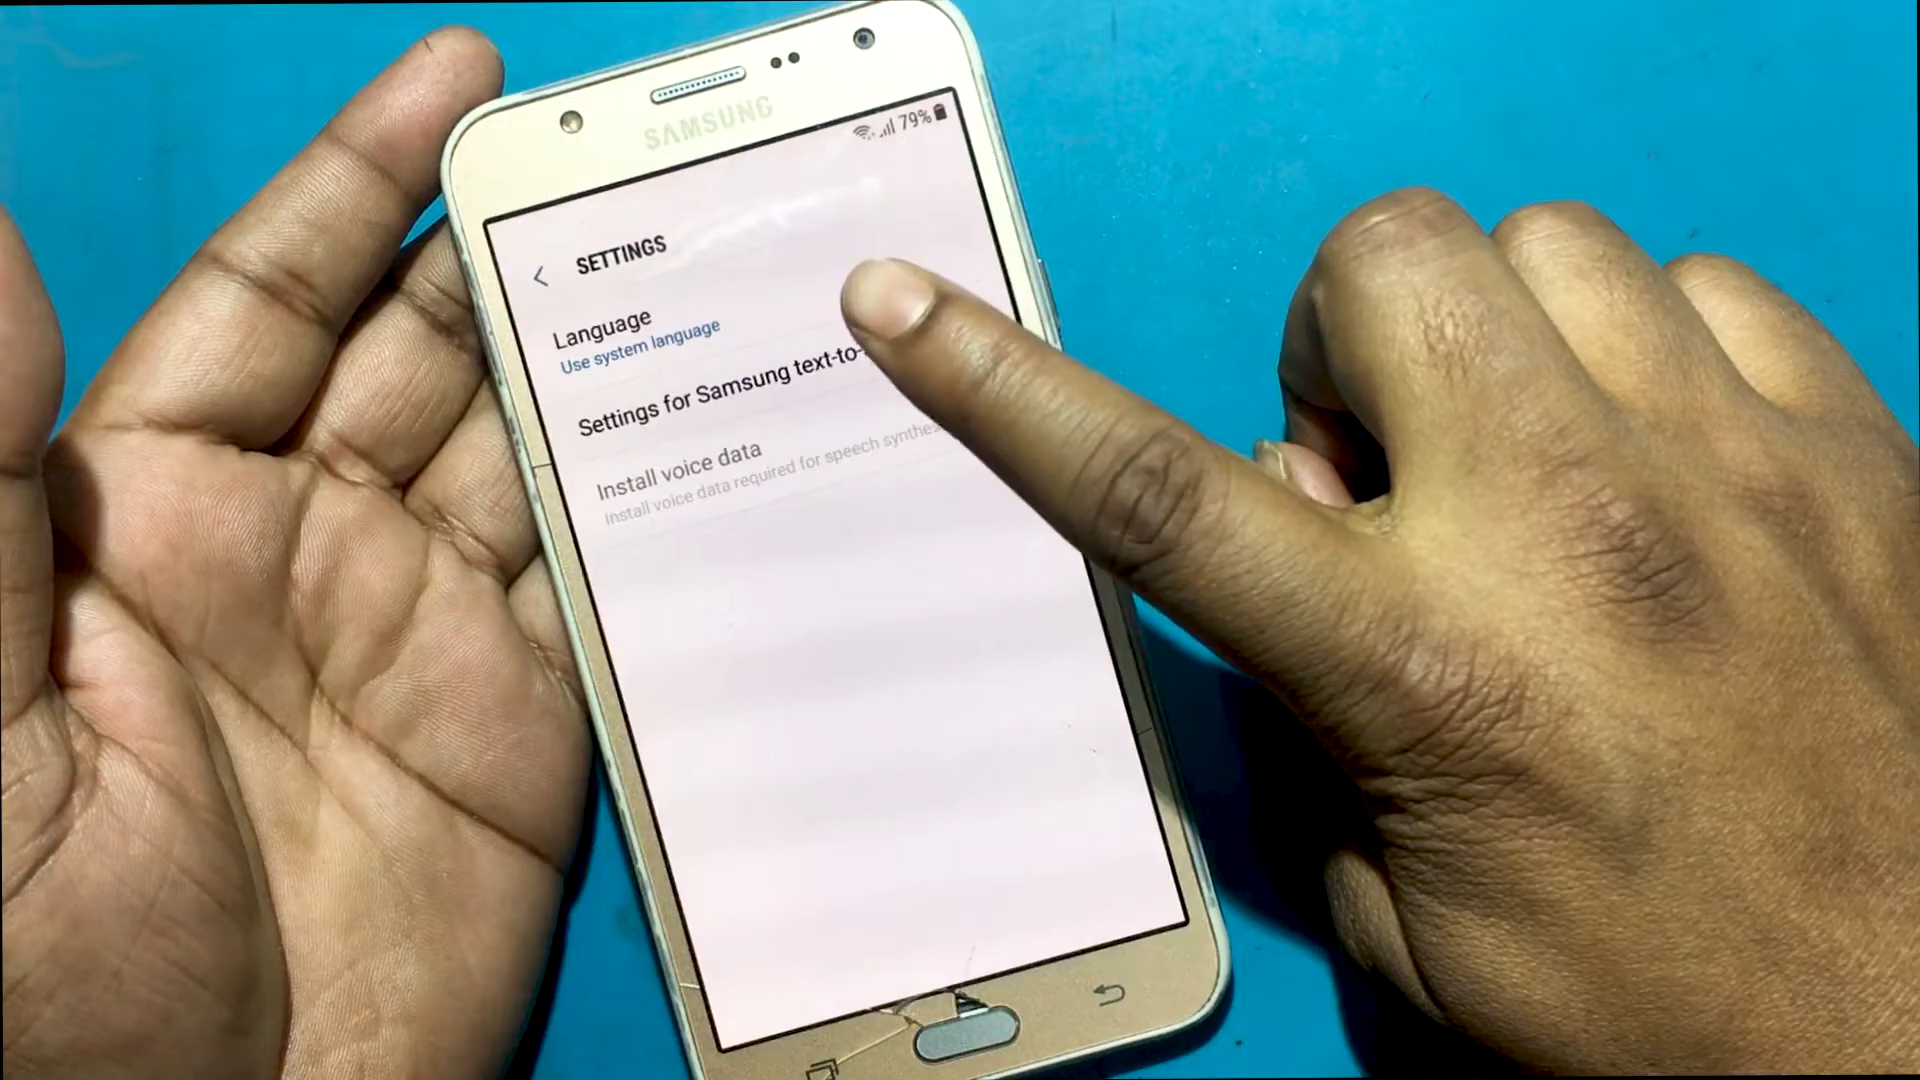 SAMSUNG
79%
SETTINGS
Language
Use system language
Settings for Samsung text-to-
Install voice data
Install voice data required for speech